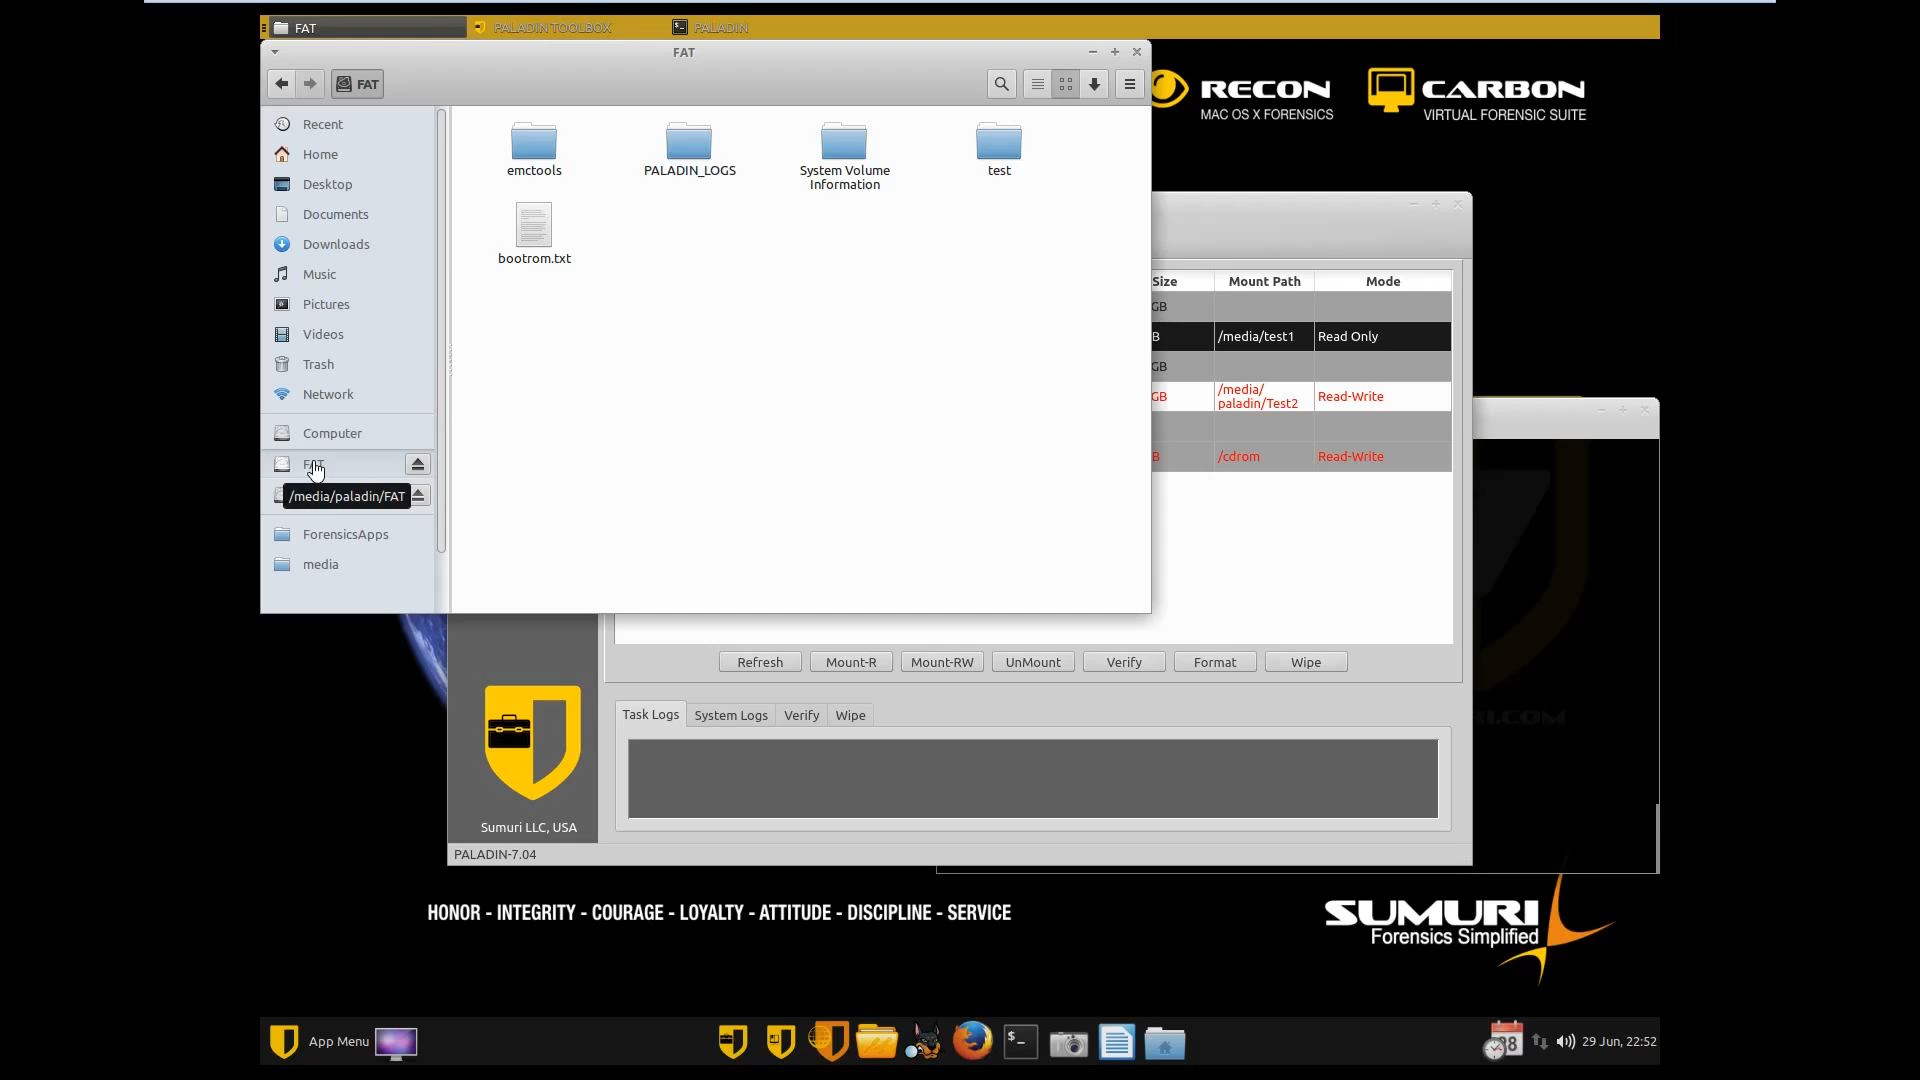 FAT
PALADIN TOOLBOX
PALADIN
FAT
FAT
RECON
MAC OS X FORENSICS
CARBON
VIRTUAL FORENSIC SUITE
Recent
Home
Desktop
Documents
Downloads
Music
Pictures
Videos
Trash
Network
Computer
FAT
/media/paladin/FAT
ForensicsApps
media
emctools
PALADIN_LOGS
System Volume
Information
test
bootrom.txt
Size
Mount Path
Mode
GB
B
/media/test1
Read Only
GB
GB
/media/
paladin/Test2
Read-Write
B
/cdrom
Read-Write
Refresh
Mount-R
Mount-RW
UnMount
Verify
Format
Wipe
Task Logs
System Logs
Verify
Wipe
Sumuri LLC, USA
PALADIN-7.04
HONOR - INTEGRITY - COURAGE - LOYALTY - ATTITUDE - DISCIPLINE - SERVICE
SUMURI
Forensics Simplified
App Menu
29 Jun, 22:52